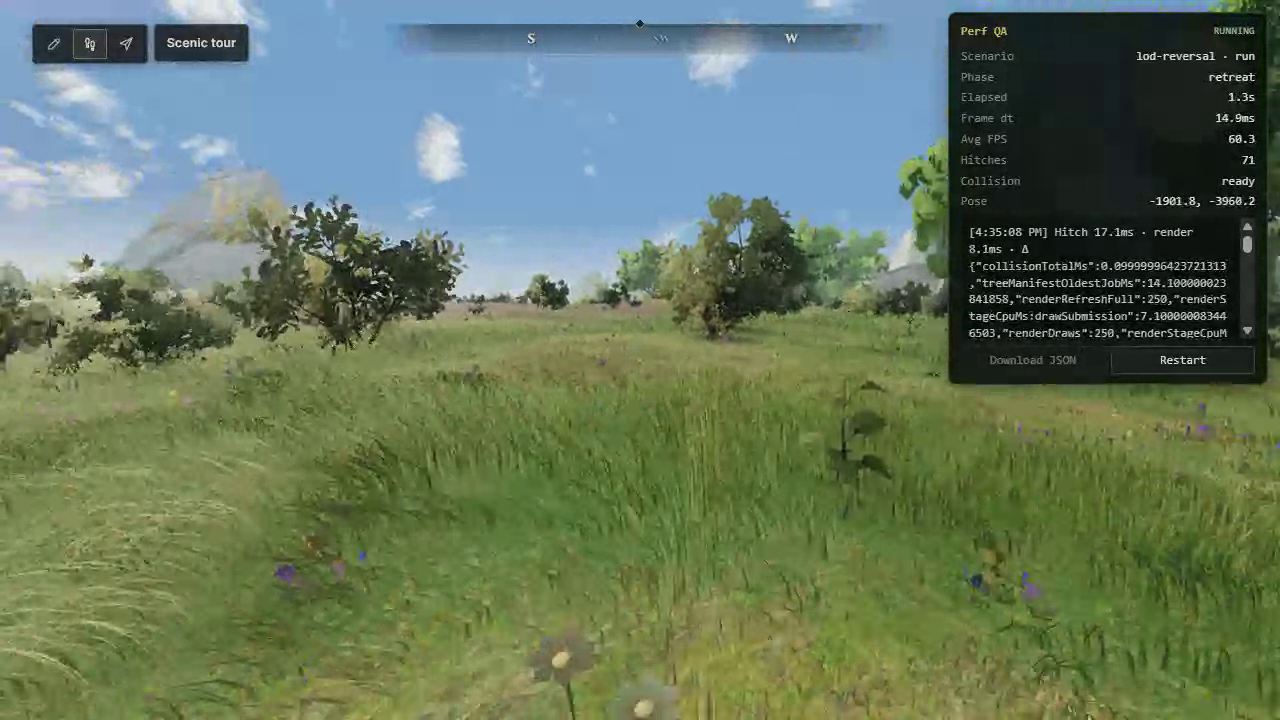 Scenic tour
S
SW
W
Perf QA RUNNING
Scenario lod-reversal · run
Phase retreat
Elapsed 1.3s
Frame dt 14.9ms
Avg FPS 60.3
Hitches 71
Collision ready
Pose -1901.8, -3960.2
[4:35:08 PM] Hitch 17.1ms · render
8.1ms · Δ
{"collisionTotalMs":0.09999996423721313
,"treeManifestOldestJobMs":14.100000023
841858,"renderRefreshFull":250,"renderS
tageCpuMs:drawSubmission":7.10000008344
6503,"renderDraws":250,"renderStageCpuM
Download JSON Restart